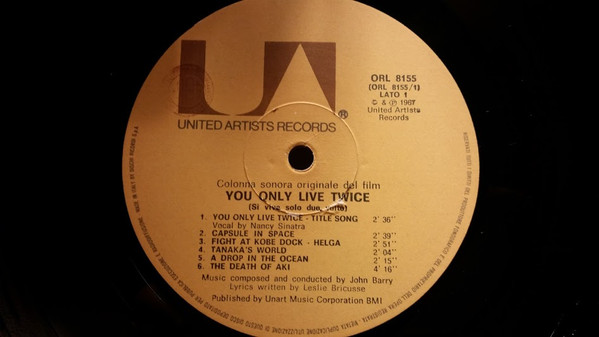 UA
ORL 8155
(ORL 8155/1)
LATO 1
© & ℗ 1967
United Artists
Records
®
UNITED ARTISTS RECORDS
Colonna sonora originale del film
YOU ONLY LIVE TWICE
(Si vive solo due volte)
1. YOU ONLY LIVE TWICE - TITLE SONG 2' 36"
Vocal by Nancy Sinatra
2. CAPSULE IN SPACE 2' 39"
3. FIGHT AT KOBE DOCK - HELGA 2' 51"
4. TANAKA'S WORLD 2' 04"
5. A DROP IN THE OCEAN 2' 15"
6. THE DEATH OF AKI 4' 16"
Music composed and conducted by John Barry
Lyrics written by Leslie Bricusse
Published by Unart Music Corporation BMI